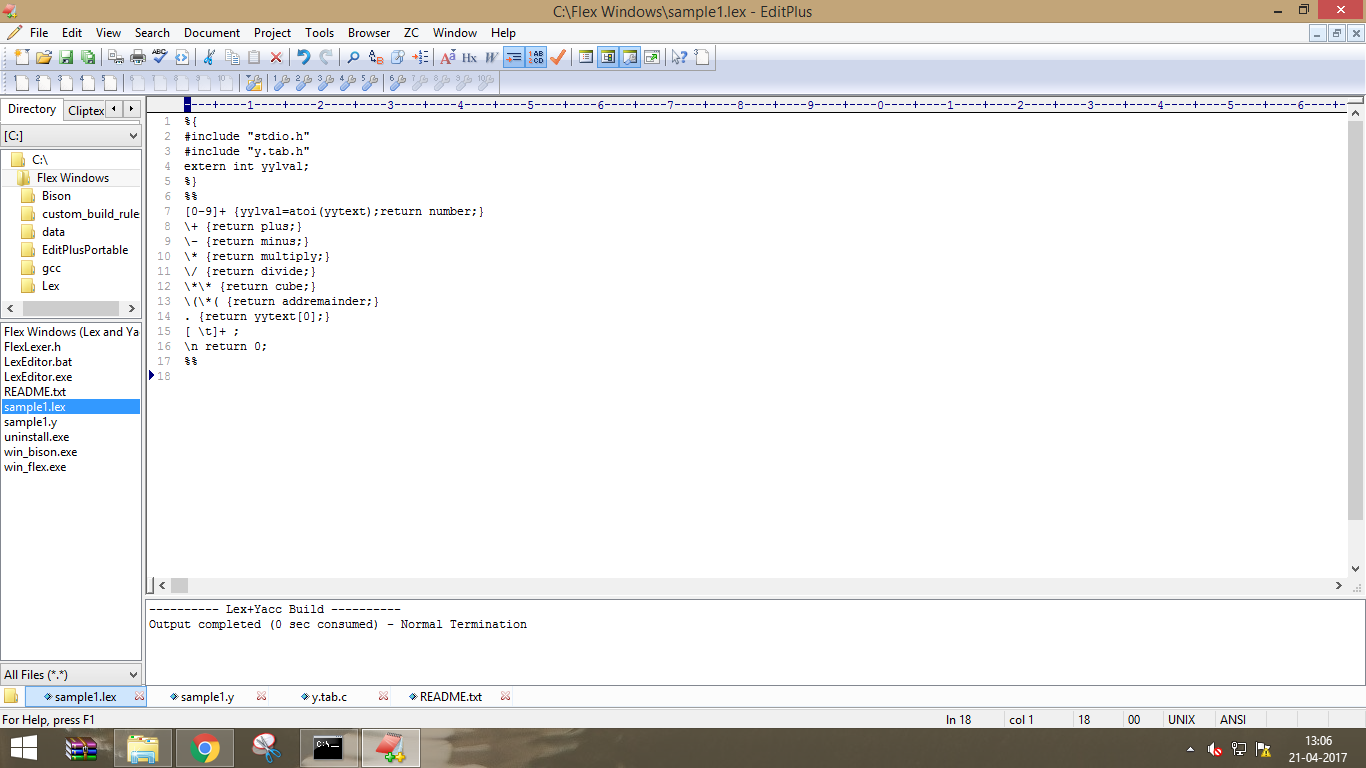 C:\Flex Windows\sample1.lex - EditPlus
File Edit View Search Document Project Tools Browser ZC Window Help
Directory Cliptex
[C:]
C:\
Flex Windows
Bison
custom_build_rule
data
EditPlusPortable
gcc
Lex
Flex Windows (Lex and Ya
FlexLexer.h
LexEditor.bat
LexEditor.exe
README.txt
sample1.lex
sample1.y
uninstall.exe
win_bison.exe
win_flex.exe
All Files (*.*)
----+----1----+----2----+----3----+----4----+----5----+----6----+----7----+----8----+----9----+----0----+----1----+----2----+----3----+----4----+----5----+----6----+-
1 %{
2 #include "stdio.h"
3 #include "y.tab.h"
4 extern int yylval;
5 %}
6 %%
7 [0-9]+ {yylval=atoi(yytext);return number;}
8 \+ {return plus;}
9 \- {return minus;}
10 \* {return multiply;}
11 \/ {return divide;}
12 \*\* {return cube;}
13 \(\*( {return addremainder;}
14 . {return yytext[0];}
15 [ \t]+ ;
16 \n return 0;
17 %%
18
---------- Lex+Yacc Build ----------
Output completed (0 sec consumed) - Normal Termination
sample1.lex sample1.y y.tab.c README.txt
For Help, press F1 ln 18 col 1 18 00 UNIX ANSI
13:06
21-04-2017